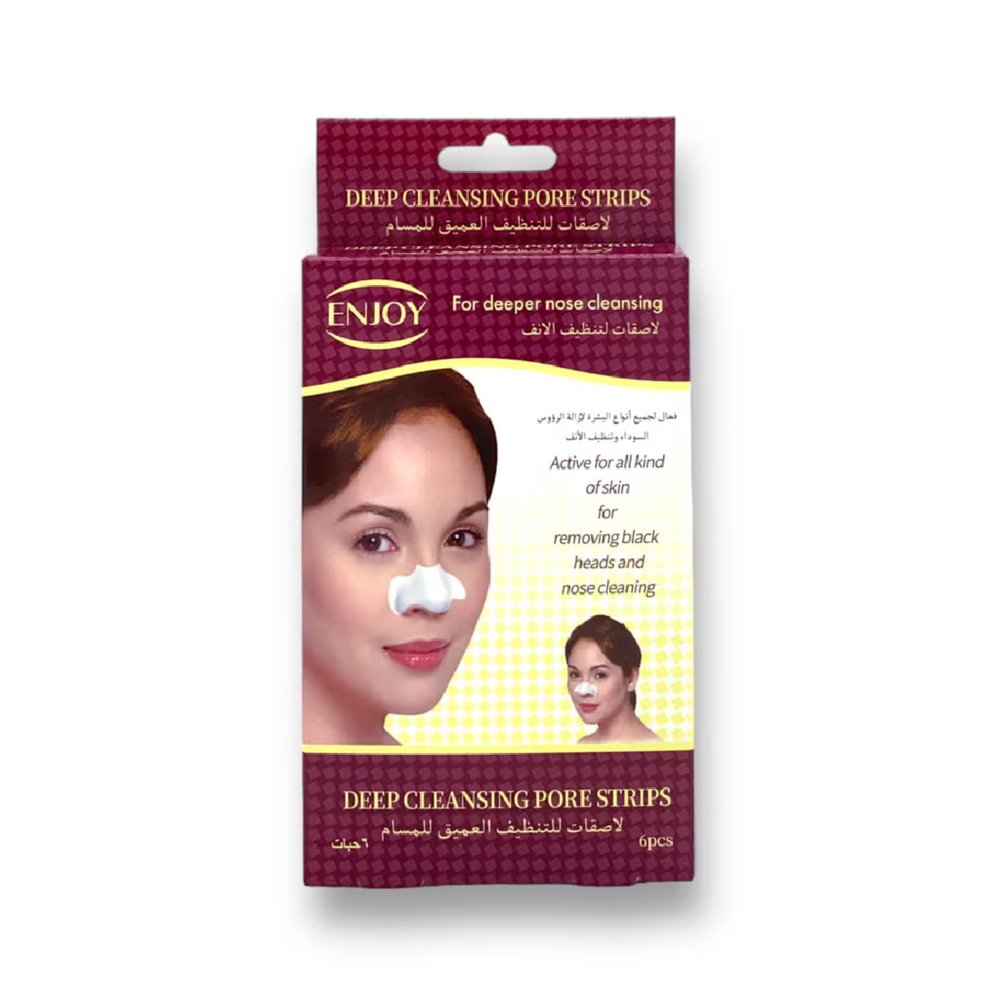 DEEP CLEANSING PORE STRIPS
لاصقات للتنظيف العميق للمسام
ENJOY
For deeper nose cleansing
لاصقات لتنظيف الانف
فعال لجميع أنواع البشرة لإزالة الرؤوس
السوداء وتنظيف الأنف
Active for all kind
of skin
for
removing black
heads and
nose cleaning
DEEP CLEANSING PORE STRIPS
لاصقات للتنظيف العميق للمسام
٦حبات
6pcs